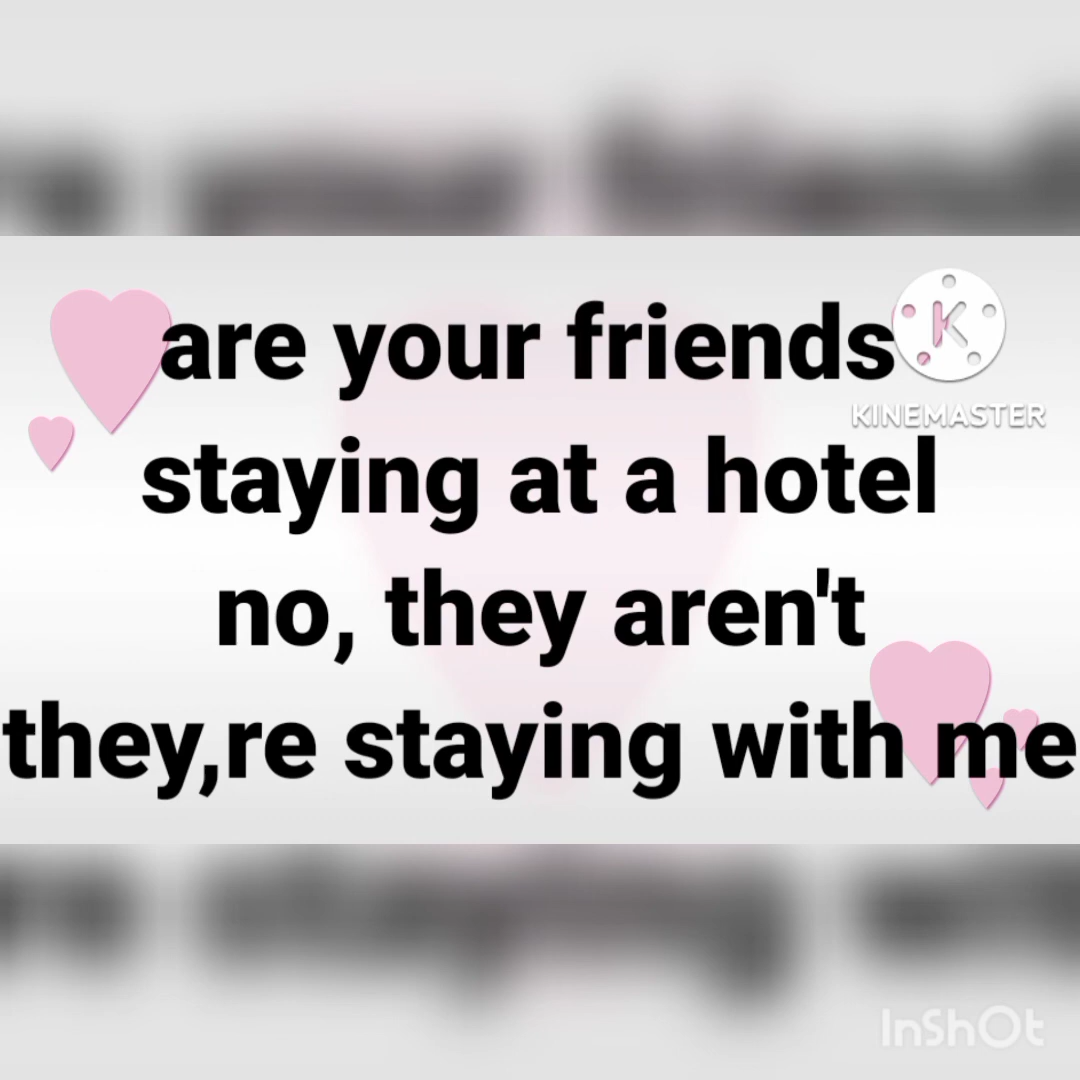 are your friends
KINEMASTER
staying at a hotel
no, they aren't
they,re staying with me
InShOt